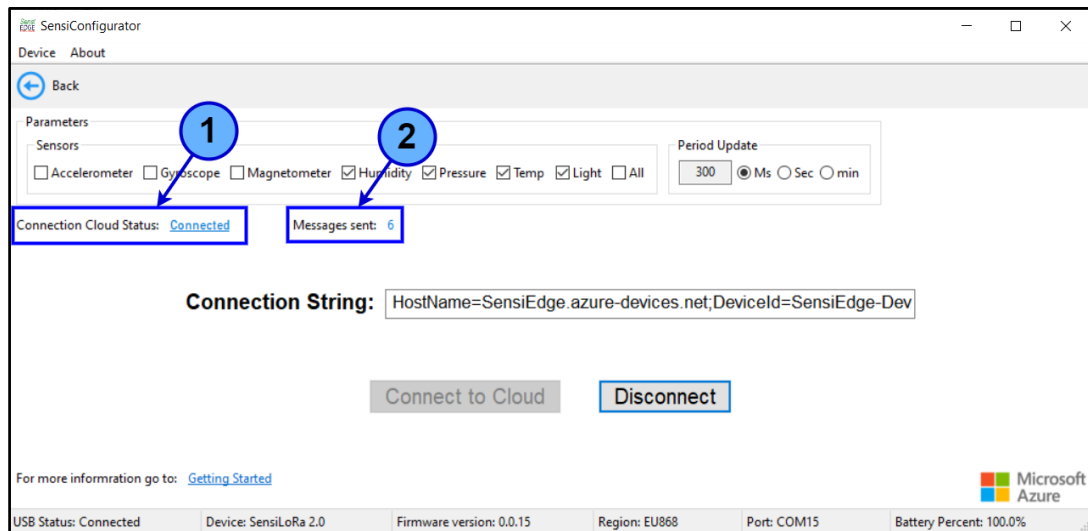 SensiConfigurator
Device About
Back
Parameters
Sensors
Period Update
Accelerometer Gyroscope Magnetometer Humidity Pressure Temp Light All
300 Ms Sec min
1
2
Connection Cloud Status: Connected
Messages sent: 6
Connection String: HostName=SensiEdge.azure-devices.net;DeviceId=SensiEdge-Dev
Connect to Cloud
Disconnect
For more informration go to: Getting Started
Microsoft
Azure
USB Status: Connected Device: SensiLoRa 2.0 Firmware version: 0.0.15 Region: EU868 Port: COM15 Battery Percent: 100.0%